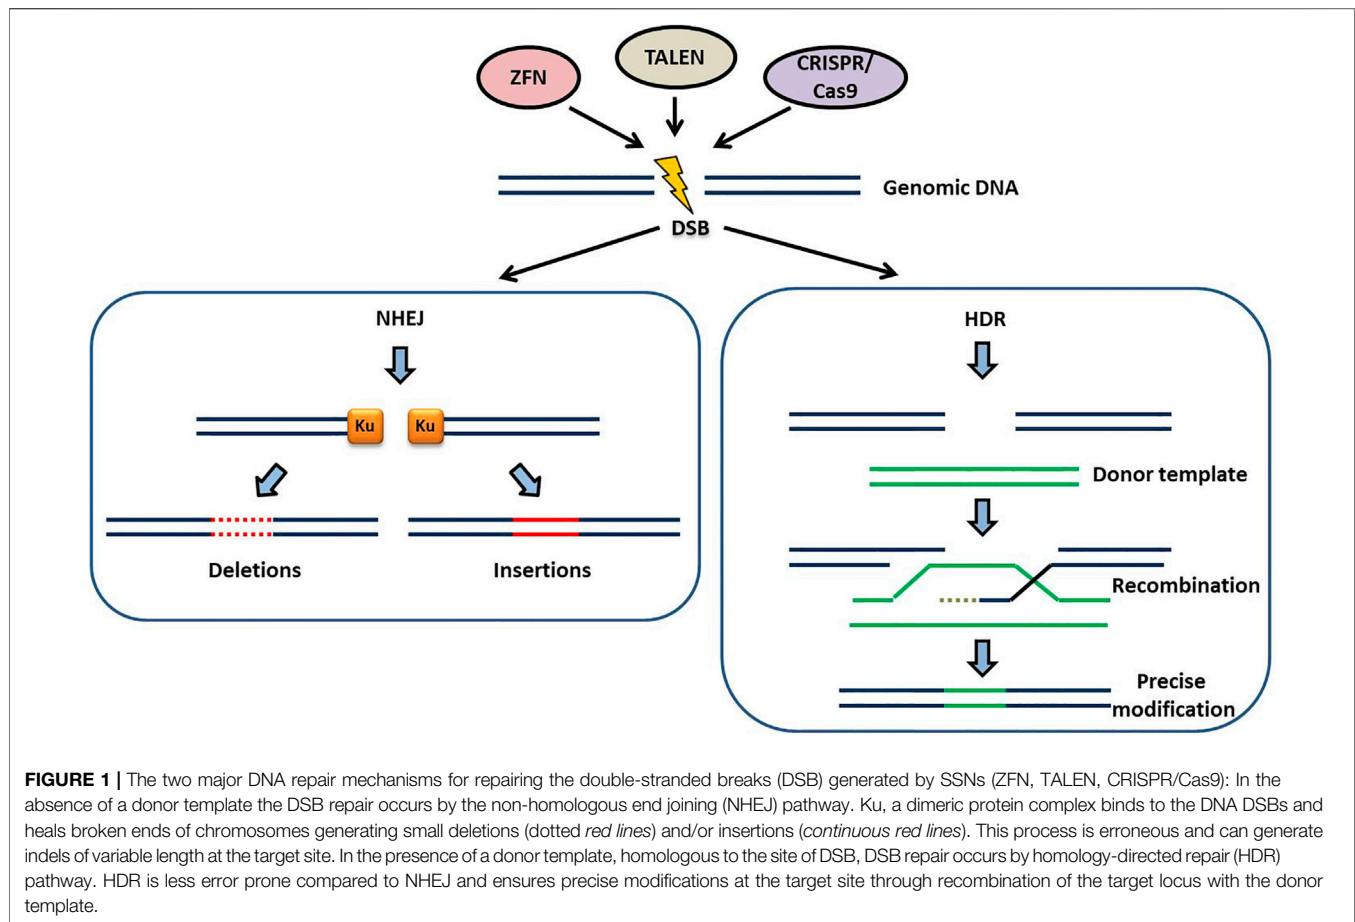 ZFN
TALEN
CRISPR/
Cas9
Genomic DNA
DSB
NHEJ
Ku
Ku
Deletions
Insertions
HDR
Donor template
Recombination
Precise
modification
FIGURE 1 | The two major DNA repair mechanisms for repairing the double-stranded breaks (DSB) generated by SSNs (ZFN, TALEN, CRISPR/Cas9): In the
absence of a donor template the DSB repair occurs by the non-homologous end joining (NHEJ) pathway. Ku, a dimeric protein complex binds to the DNA DSBs and
heals broken ends of chromosomes generating small deletions (dotted red lines) and/or insertions (continuous red lines). This process is erroneous and can generate
indels of variable length at the target site. In the presence of a donor template, homologous to the site of DSB, DSB repair occurs by homology-directed repair (HDR)
pathway. HDR is less error prone compared to NHEJ and ensures precise modifications at the target site through recombination of the target locus with the donor
template.